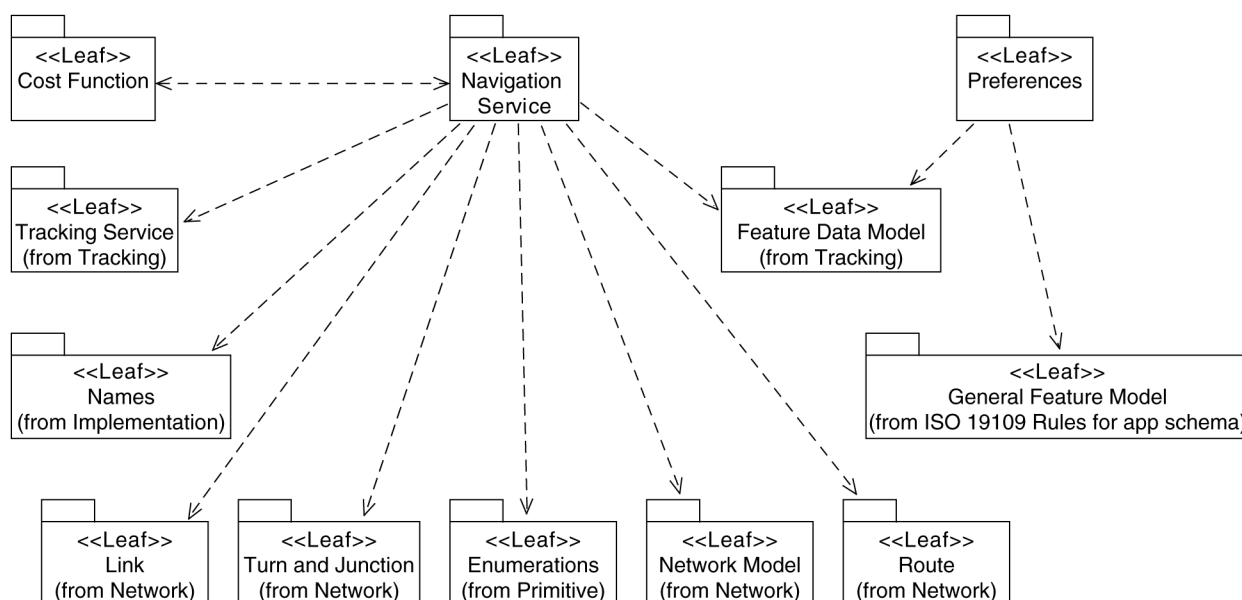 <<Leaf>>
Cost Function
<<Leaf>>
Navigation
Service
<<Leaf>>
Preferences
<<Leaf>>
Tracking Service
(from Tracking)
<<Leaf>>
Feature Data Model
(from Tracking)
<<Leaf>>
Names
(from Implementation)
<<Leaf>>
General Feature Model
(from ISO 19109 Rules for app schema)
<<Leaf>>
Link
(from Network)
<<Leaf>>
Turn and Junction
(from Network)
<<Leaf>>
Enumerations
(from Primitive)
<<Leaf>>
Network Model
(from Network)
<<Leaf>>
Route
(from Network)